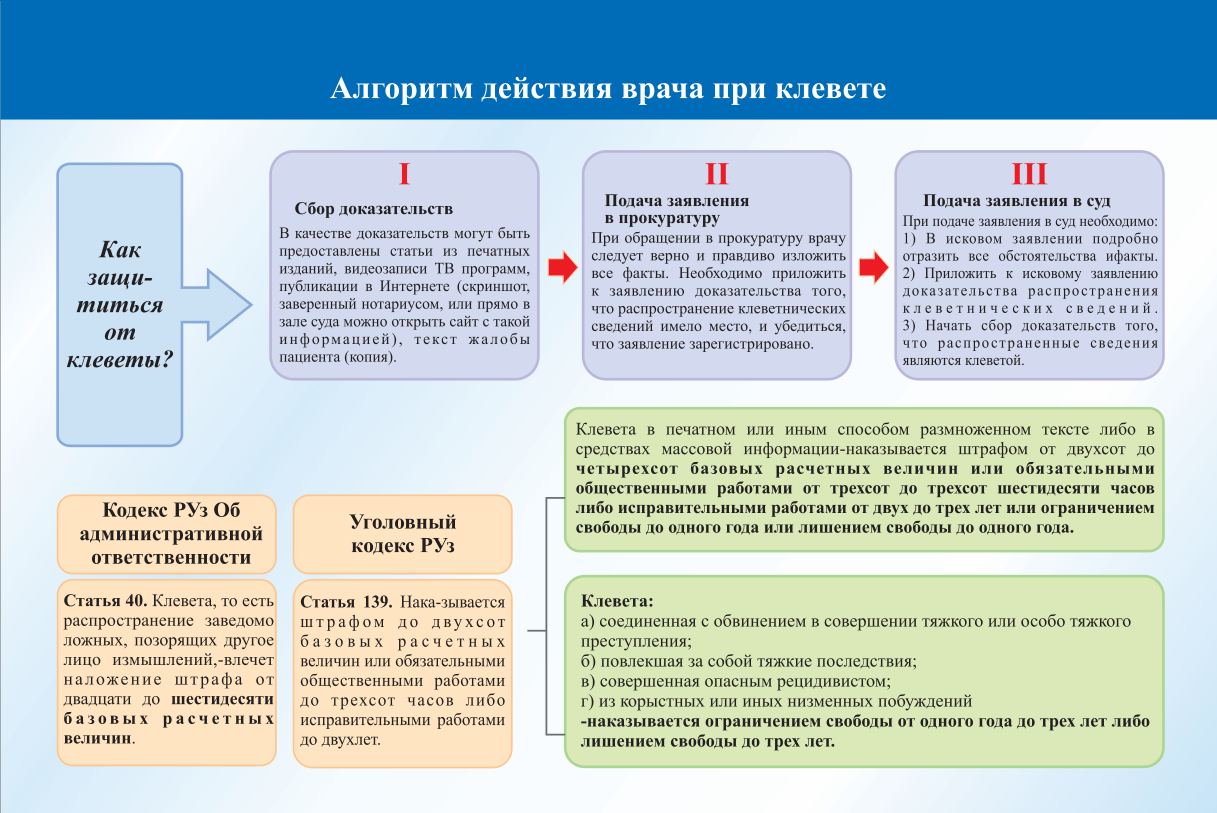 Алгоритм действия врача при клевете
Как
защи-
титься
от
клеветы?
I
Сбор доказательств
В качестве доказательств могут быть
предоставлены статьи из печатных
изданий, видеозаписи ТВ программ,
публикации в Интернете (скриншот,
заверенный нотариусом, или прямо в
зале суда можно открыть сайт с такой
информацией), текст жалобы
пациента (копия).
II
Подача заявления
в прокуратуру
При обращении в прокуратуру врачу
следует верно и правдиво изложить
все факты. Необходимо приложить
к заявлению доказательства того,
что распространение клеветнических
сведений имело место, и убедиться,
что заявление зарегистрировано.
III
Подача заявления в суд
При подаче заявления в суд необходимо:
1) В исковом заявлении подробно
отразить все обстоятельства ифакты.
2) Приложить к исковому заявлению
доказательства распространения
клеветнических сведений.
3) Начать сбор доказательств того,
что распространенные сведения
являются клеветой.
Кодекс РУз Об
административной
ответственности
Статья 40. Клевета, то есть
распространение заведомо
ложных, позорящих другое
лицо измышлений,-влечет
наложение штрафа от
двадцати до шестидесяти
базовых расчетных
величин.
Уголовный
кодекс РУз
Статья 139. Нака-зывается
штрафом до двухсот
базовых расчетных
величин или обязательными
общественными работами
до трехсот часов либо
исправительными работами
до двухлет.
Клевета в печатном или иным способом размноженном тексте либо в
средствах массовой информации-наказывается штрафом от двухсот до
четырехсот базовых расчетных величин или обязательными
общественными работами от трехсот до трехсот шестидесяти часов
либо исправительными работами от двух до трех лет или ограничением
свободы до одного года или лишением свободы до одного года.
Клевета:
а) соединенная с обвинением в совершении тяжкого или особо тяжкого
преступления;
б) повлекшая за собой тяжкие последствия;
в) совершенная опасным рецидивистом;
г) из корыстных или иных низменных побуждений
-наказывается ограничением свободы от одного года до трех лет либо
лишением свободы до трех лет.